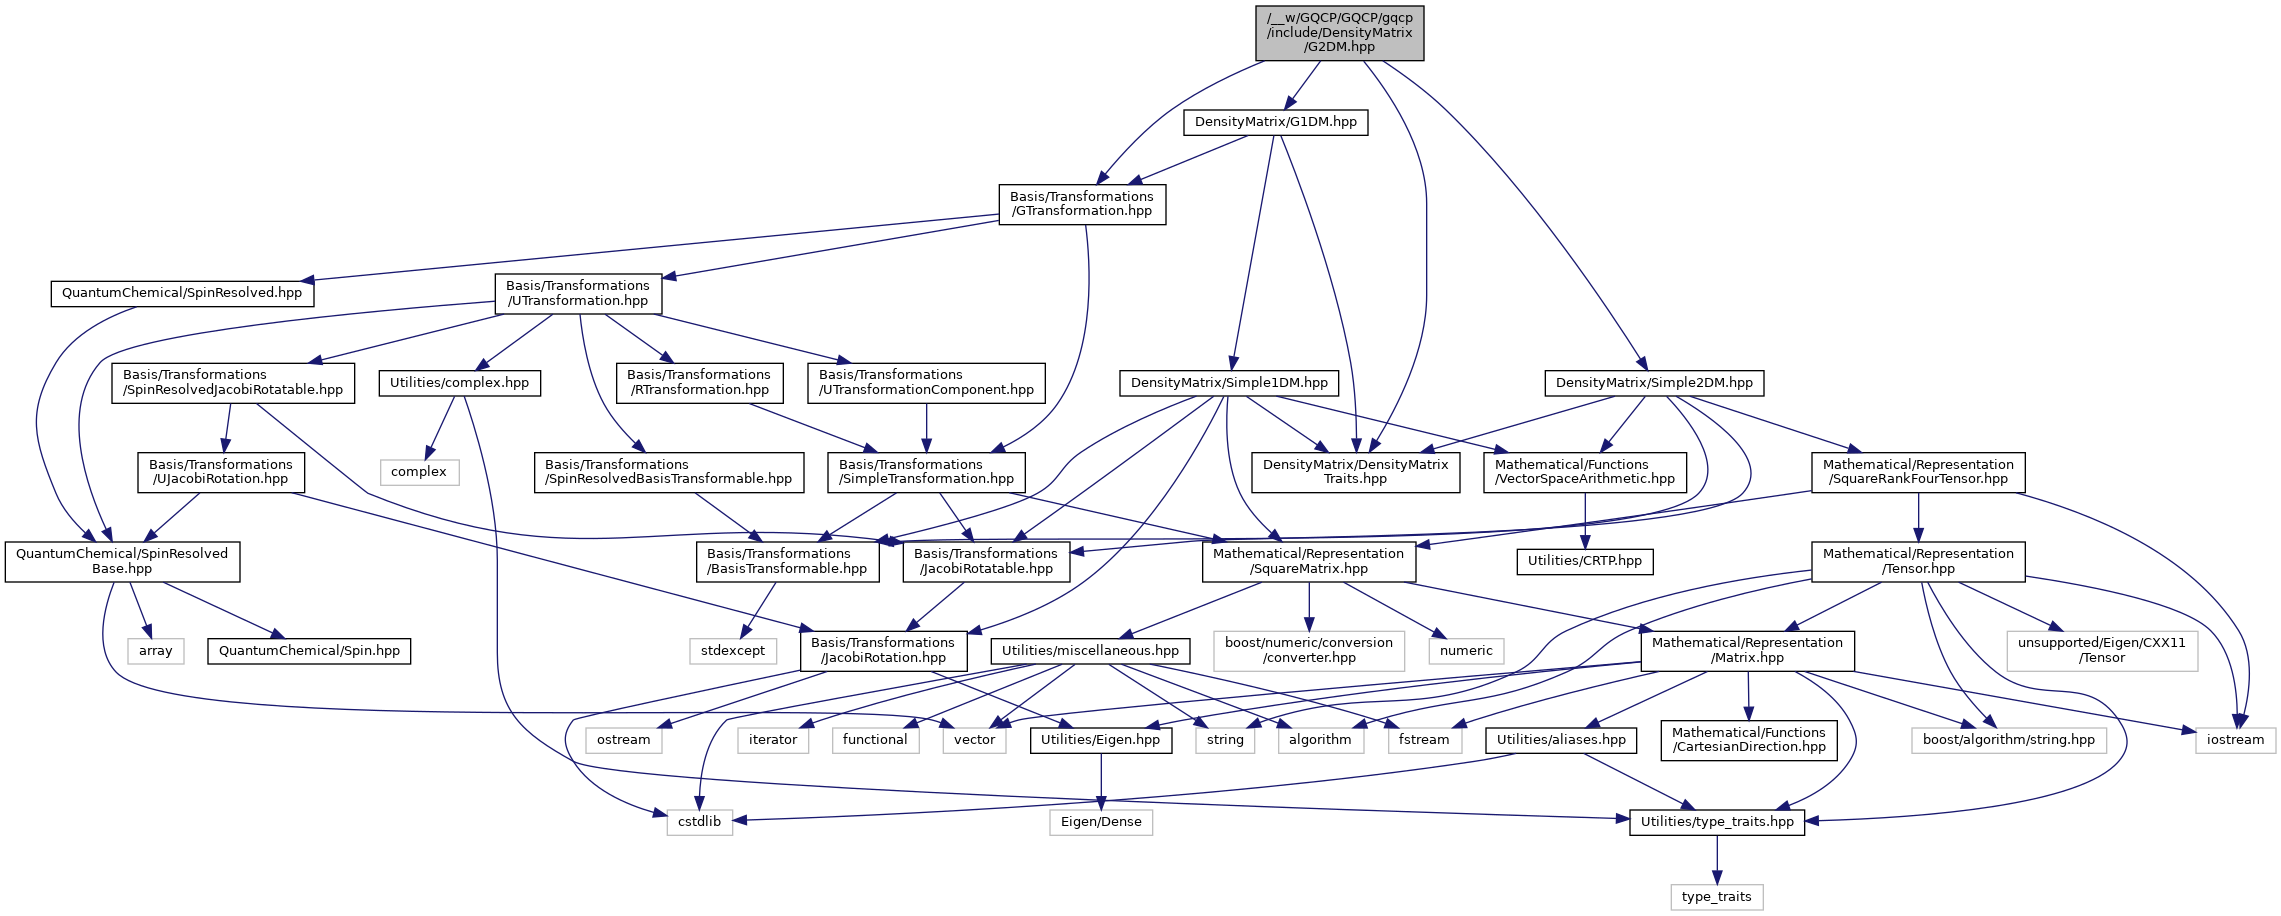 /__w/GQCP/GQCP/gqcp
/include/DensityMatrix
/G2DM.hpp
DensityMatrix/G1DM.hpp
Basis/Transformations
/GTransformation.hpp
QuantumChemical/SpinResolved.hpp
Basis/Transformations
/UTransformation.hpp
Basis/Transformations
/SpinResolvedJacobiRotatable.hpp
Utilities/complex.hpp
Basis/Transformations
/RTransformation.hpp
Basis/Transformations
/UTransformationComponent.hpp
DensityMatrix/Simple1DM.hpp
DensityMatrix/Simple2DM.hpp
Basis/Transformations
/UJacobiRotation.hpp
complex
Basis/Transformations
/SpinResolvedBasisTransformable.hpp
Basis/Transformations
/SimpleTransformation.hpp
DensityMatrix/DensityMatrix
Traits.hpp
Mathematical/Functions
/VectorSpaceArithmetic.hpp
Mathematical/Representation
/SquareRankFourTensor.hpp
QuantumChemical/SpinResolved
Base.hpp
Basis/Transformations
/BasisTransformable.hpp
Basis/Transformations
/JacobiRotatable.hpp
Mathematical/Representation
/SquareMatrix.hpp
Utilities/CRTP.hpp
Mathematical/Representation
/Tensor.hpp
array
QuantumChemical/Spin.hpp
stdexcept
Basis/Transformations
/JacobiRotation.hpp
Utilities/miscellaneous.hpp
boost/numeric/conversion
/converter.hpp
numeric
Mathematical/Representation
/Matrix.hpp
unsupported/Eigen/CXX11
/Tensor
ostream
iterator
functional
vector
Utilities/Eigen.hpp
string
algorithm
fstream
Utilities/aliases.hpp
Mathematical/Functions
/CartesianDirection.hpp
boost/algorithm/string.hpp
iostream
cstdlib
Eigen/Dense
Utilities/type_traits.hpp
type_traits